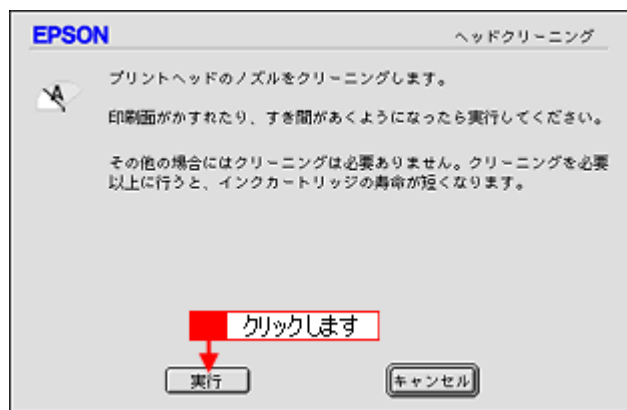 EPSON
ヘッドクリーニング
プリントヘッドのノズルをクリーニングします。
印刷面がかすれたり、すき間があくようになったら実行してください。
その他の場合にはクリーニングは必要ありません。クリーニングを必要
以上に行うと、インクカートリッジの寿命が短くなります。
クリックします
実行
キャンセル